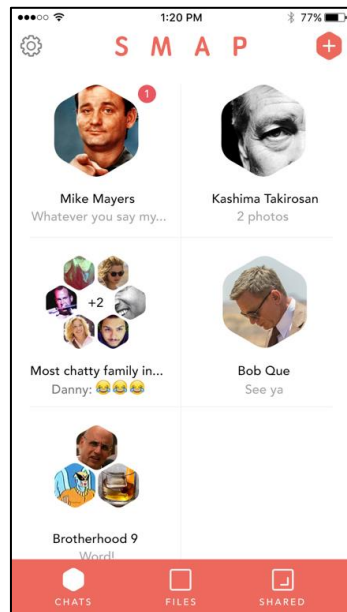 1:20 PM 77%
S M A P
1
Mike Mayers
Whatever you say my...
Kashima Takirosan
2 photos
+2
Most chatty family in...
Danny: 😂😂😂
Bob Que
See ya
Brotherhood 9
Word!
CHATS FILES SHARED